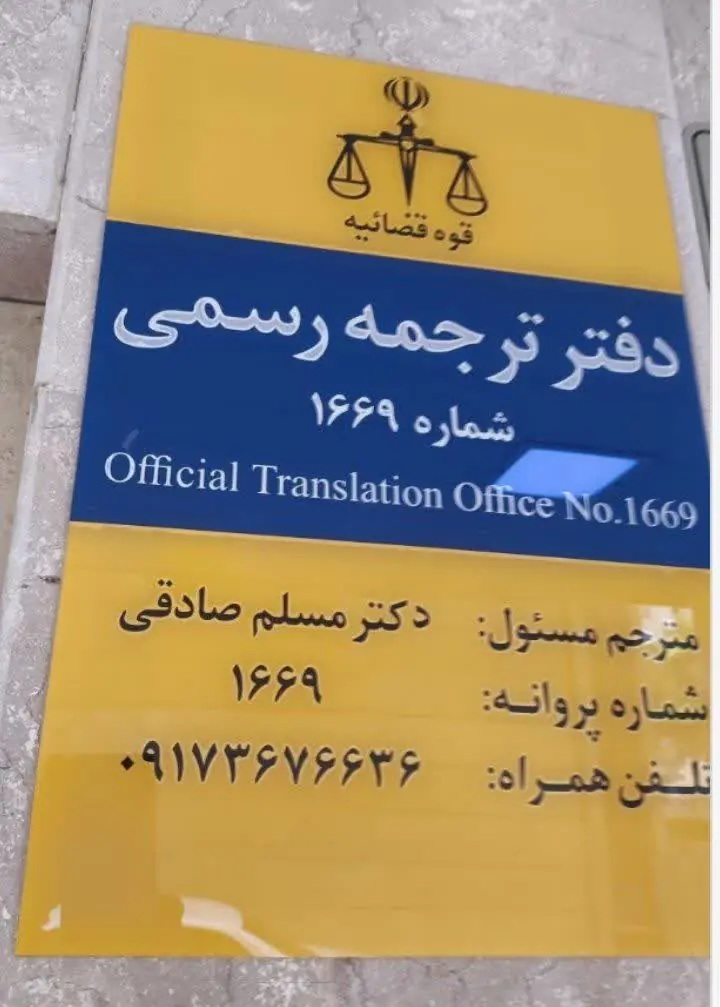 قوه قضائیه
دفتر ترجمه رسمی
شماره ۱۶۶۹
Official Translation Office No.1669
مترجم مسئول: دکتر مسلم صادقی
شماره پروانه: ۱۶۶۹
تلفن همراه: ۰۹۱۷۳۶۷۶۶۳۶